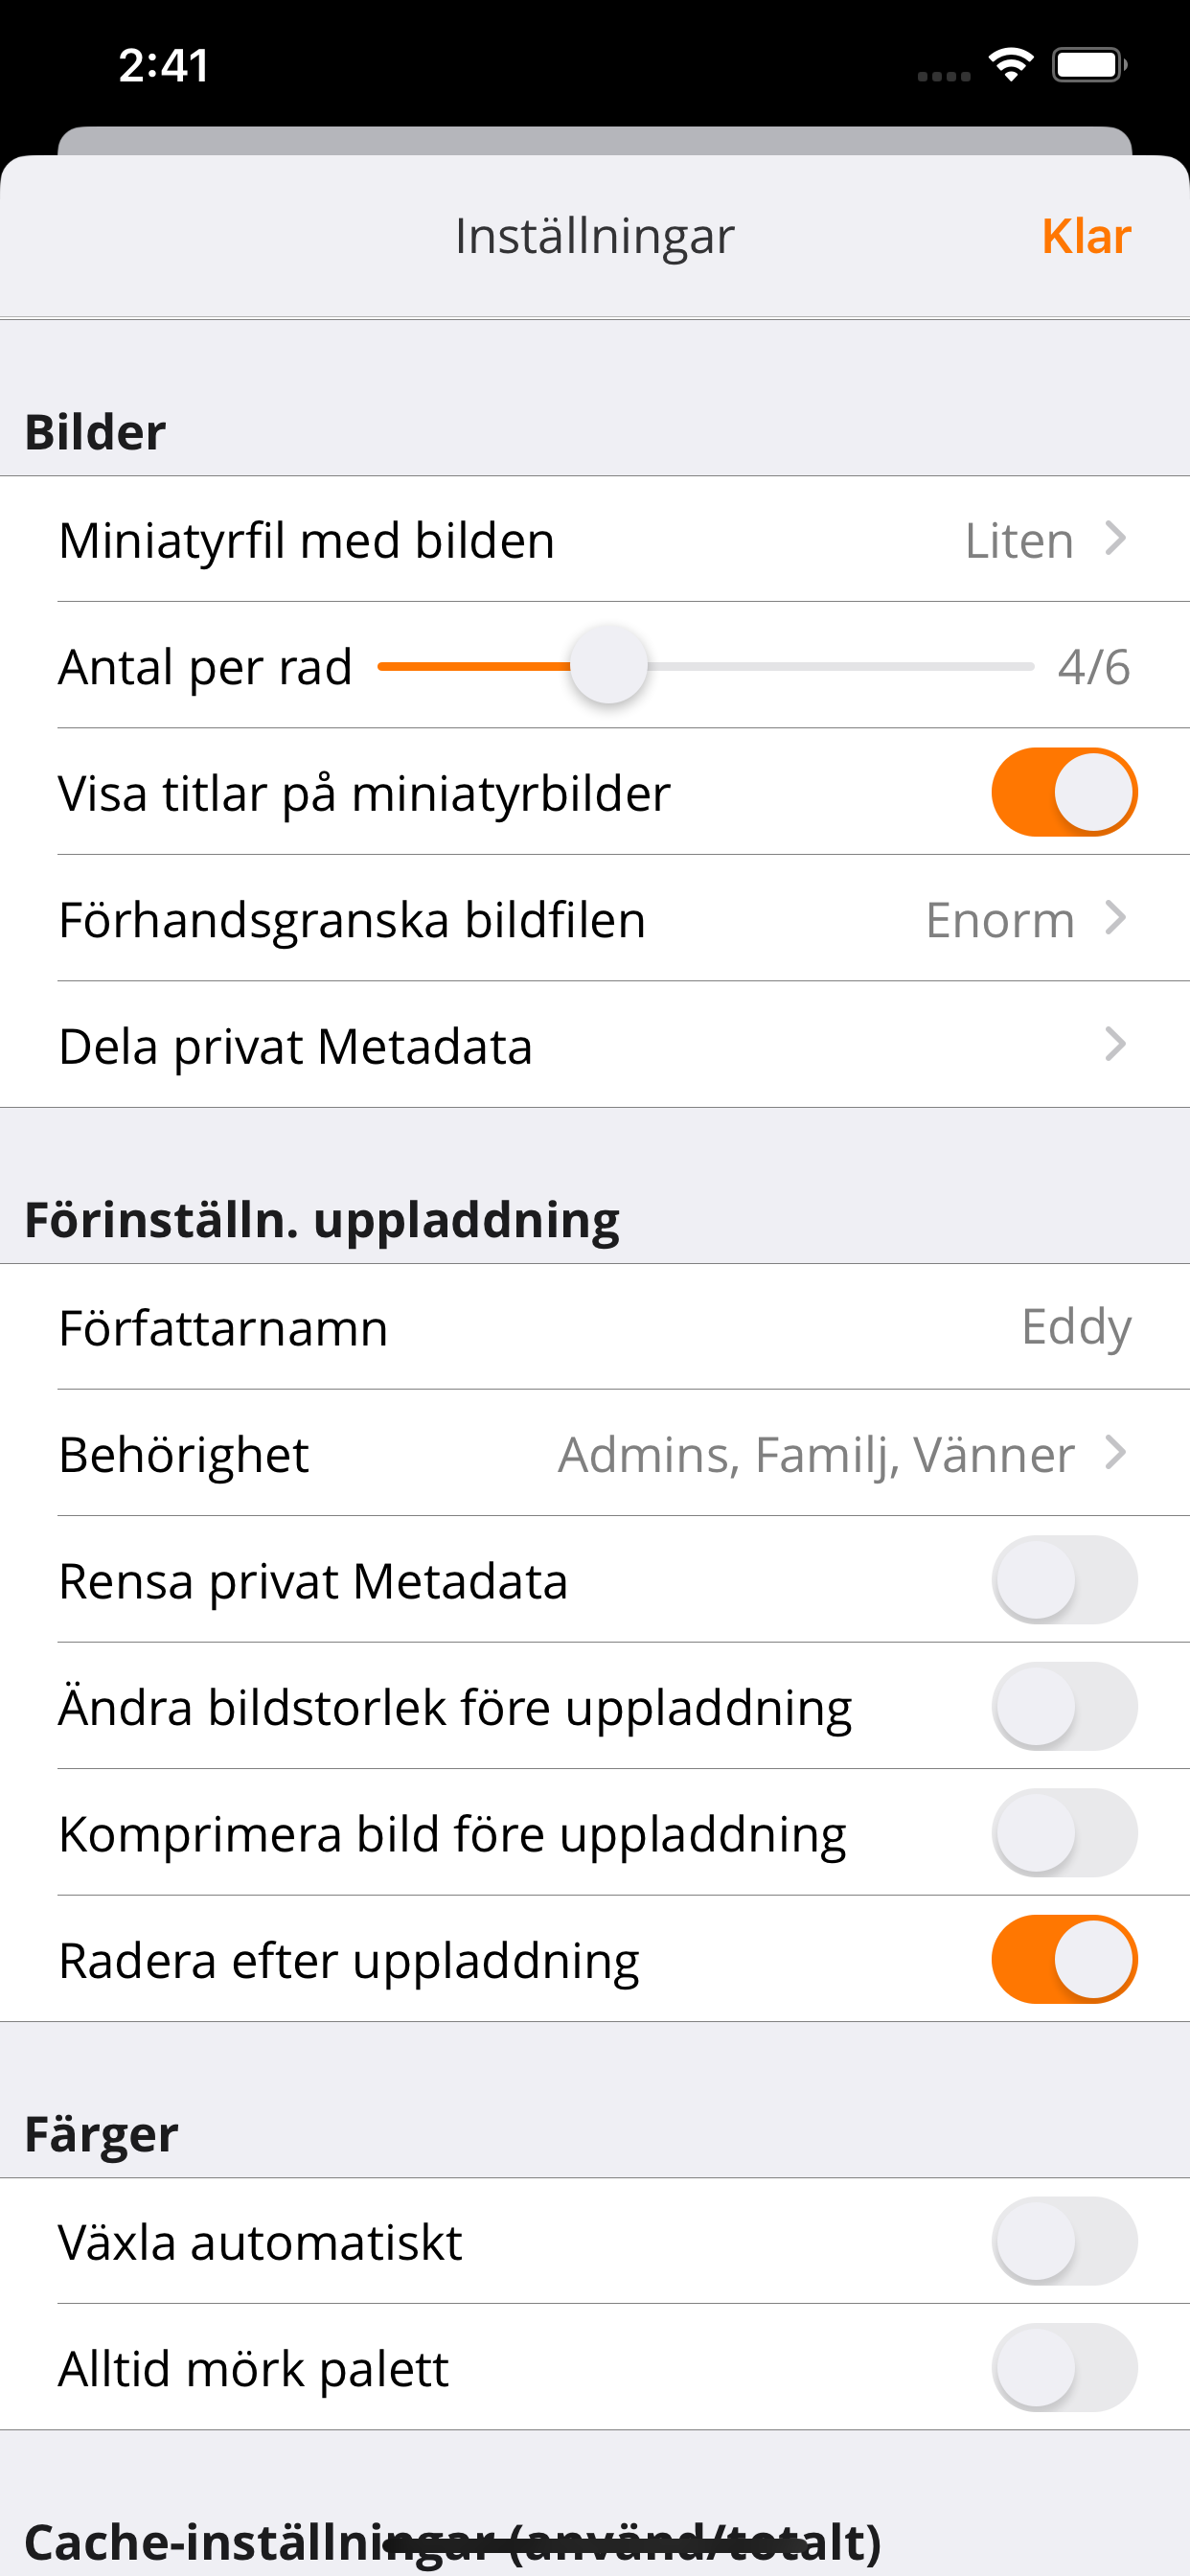 2:41
Inställningar
Klar
Bilder
Miniatyrfil med bilden
Liten
Antal per rad
4/6
Visa titlar på miniatyrbilder
Förhandsgranska bildfilen
Enorm
Dela privat Metadata
Förinställn. uppladdning
Författarnamn
Eddy
Behörighet
Admins, Familj, Vänner
Rensa privat Metadata
Ändra bildstorlek före uppladdning
Komprimera bild före uppladdning
Radera efter uppladdning
Färger
Växla automatiskt
Alltid mörk palett
Cache-inställningar (använd/totalt)